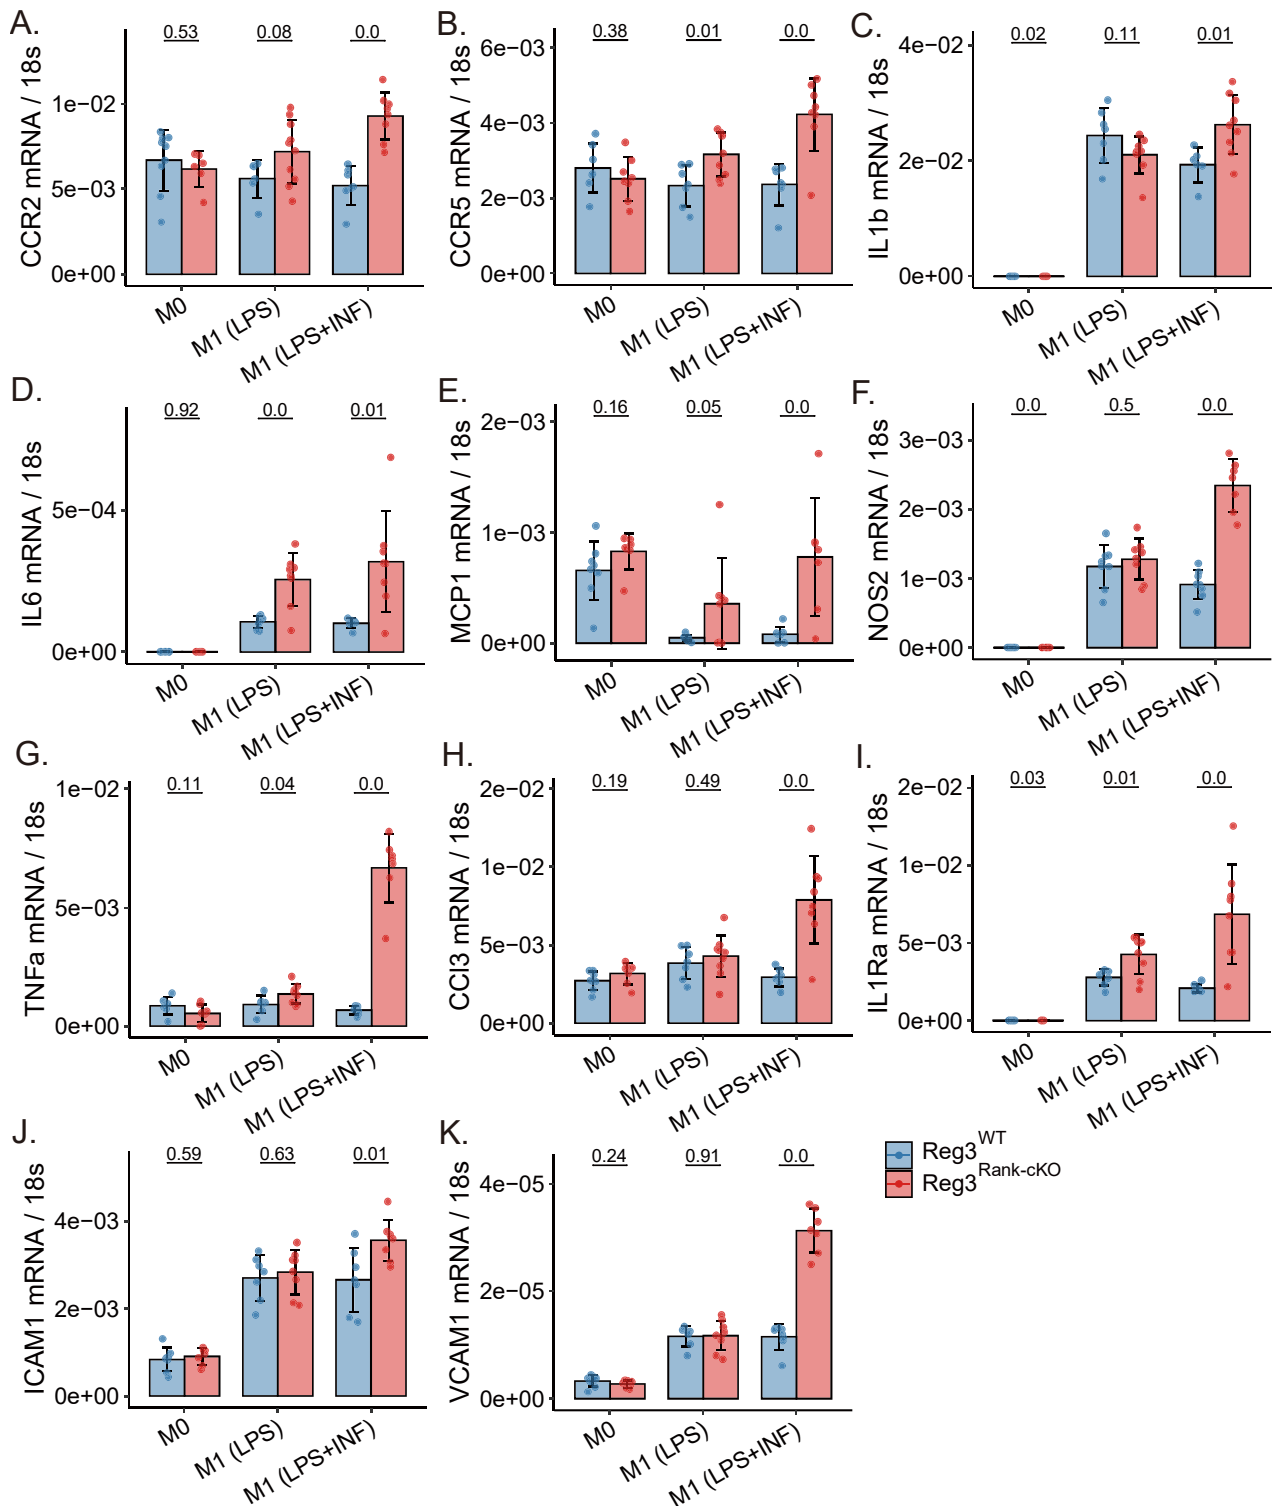 A.
CCR2 mRNA / 18s
0.53 0.08 0.0
1e−02
5e−03
0e+00
M0 M1 (LPS) M1 (LPS+INF)
B.
CCR5 mRNA / 18s
0.38 0.01 0.0
6e−03
4e−03
2e−03
0e+00
M0 M1 (LPS) M1 (LPS+INF)
C.
IL1b mRNA / 18s
0.02 0.11 0.01
4e−02
2e−02
0e+00
M0 M1 (LPS) M1 (LPS+INF)
D.
IL6 mRNA / 18s
0.92 0.0 0.01
5e−04
0e+00
M0 M1 (LPS) M1 (LPS+INF)
E.
MCP1 mRNA / 18s
0.16 0.05 0.0
2e−03
1e−03
0e+00
M0 M1 (LPS) M1 (LPS+INF)
F.
NOS2 mRNA / 18s
0.0 0.5 0.0
3e−03
2e−03
1e−03
0e+00
M0 M1 (LPS) M1 (LPS+INF)
G.
TNFa mRNA / 18s
0.11 0.04 0.0
1e−02
5e−03
0e+00
M0 M1 (LPS) M1 (LPS+INF)
H.
CCl3 mRNA / 18s
0.19 0.49 0.0
2e−02
1e−02
5e−03
0e+00
M0 M1 (LPS) M1 (LPS+INF)
I.
IL1Ra mRNA / 18s
0.03 0.01 0.0
2e−02
1e−02
5e−03
0e+00
M0 M1 (LPS) M1 (LPS+INF)
J.
ICAM1 mRNA / 18s
0.59 0.63 0.01
4e−03
2e−03
0e+00
M0 M1 (LPS) M1 (LPS+INF)
K.
VCAM1 mRNA / 18s
0.24 0.91 0.0
4e−05
2e−05
0e+00
M0 M1 (LPS) M1 (LPS+INF)
Reg3WT
Reg3Rank-cKO